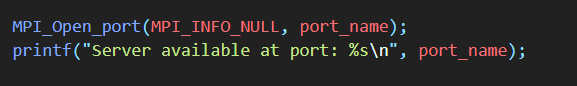 MPI_Open_port(MPI_INFO_NULL, port_name);
printf("Server available at port: %s\n", port_name);